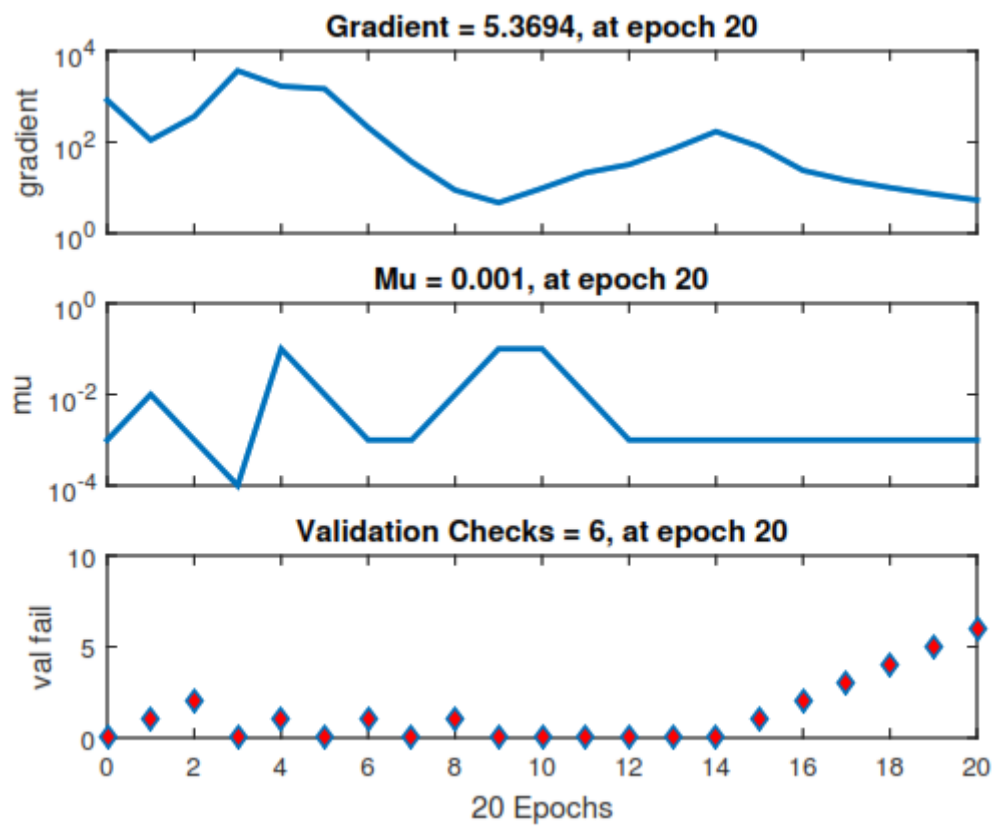 Gradient = 5.3694, at epoch 20
10^4
10^2
10^0
gradient
Mu = 0.001, at epoch 20
10^0
10^-2
10^-4
mu
Validation Checks = 6, at epoch 20
10
5
0
val fail
0 2 4 6 8 10 12 14 16 18 20
20 Epochs